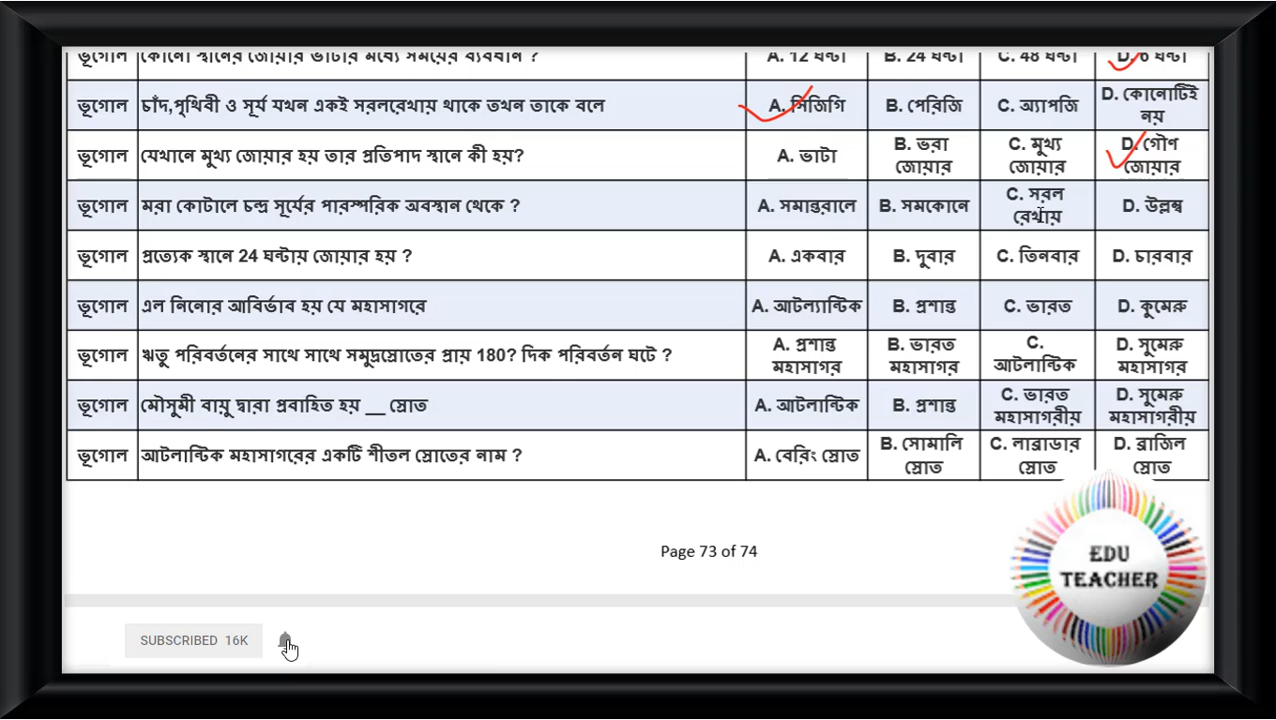 ভূগোল কোনো স্থানের জোয়ার ভাটার মধ্যে সময়ের ব্যবধান ? A. 12 ঘন্টা B. 24 ঘন্টা C. 48 ঘন্টা D. 6 ঘন্টা
ভূগোল চাঁদ,পৃথিবী ও সূর্য যখন একই সরলরেখায় থাকে তখন তাকে বলে A. সিজিগি B. পেরিজি C. অ্যাপজি D. কোনোটিই
নয়
ভূগোল যেখানে মুখ্য জোয়ার হয় তার প্রতিপাদ স্থানে কী হয়? A. ভাটা B. ভরা জোয়ার C. মুখ্য জোয়ার D. গৌণ জোয়ার
ভূগোল মরা কোটালে চন্দ্র সূর্যের পারস্পরিক অবস্থান থেকে ? A. সমান্তরালে B. সমকোনে C. সরল রেখায় D. উল্লম্ব
ভূগোল প্রত্যেক স্থানে 24 ঘন্টায় জোয়ার হয় ? A. একবার B. দুবার C. তিনবার D. চারবার
ভূগোল এল নিনোর আবির্ভাব হয় যে মহাসাগরে A. আটল্যান্টিক B. প্রশান্ত C. ভারত D. কুমেরু
ভূগোল ঋতু পরিবর্তনের সাথে সাথে সমুদ্রস্রোতের প্রায় 180? দিক পরিবর্তন ঘটে ? A. প্রশান্ত মহাসাগর B. ভারত মহাসাগর C. আটলান্টিক D. সুমেরু মহাসাগর
ভূগোল মৌসুমী বায়ু দ্বারা প্রবাহিত হয় __ স্রোত A. আটলান্টিক B. প্রশান্ত C. ভারত মহাসাগরীয় D. সুমেরু মহাসাগরীয়
ভূগোল আটলান্টিক মহাসাগরের একটি শীতল স্রোতের নাম ? A. বেরিং স্রোত B. সোমালি স্রোত C. লাব্রাডার স্রোত D. ব্রাজিল স্রোত
Page 73 of 74
EDU
TEACHER
SUBSCRIBED 16K